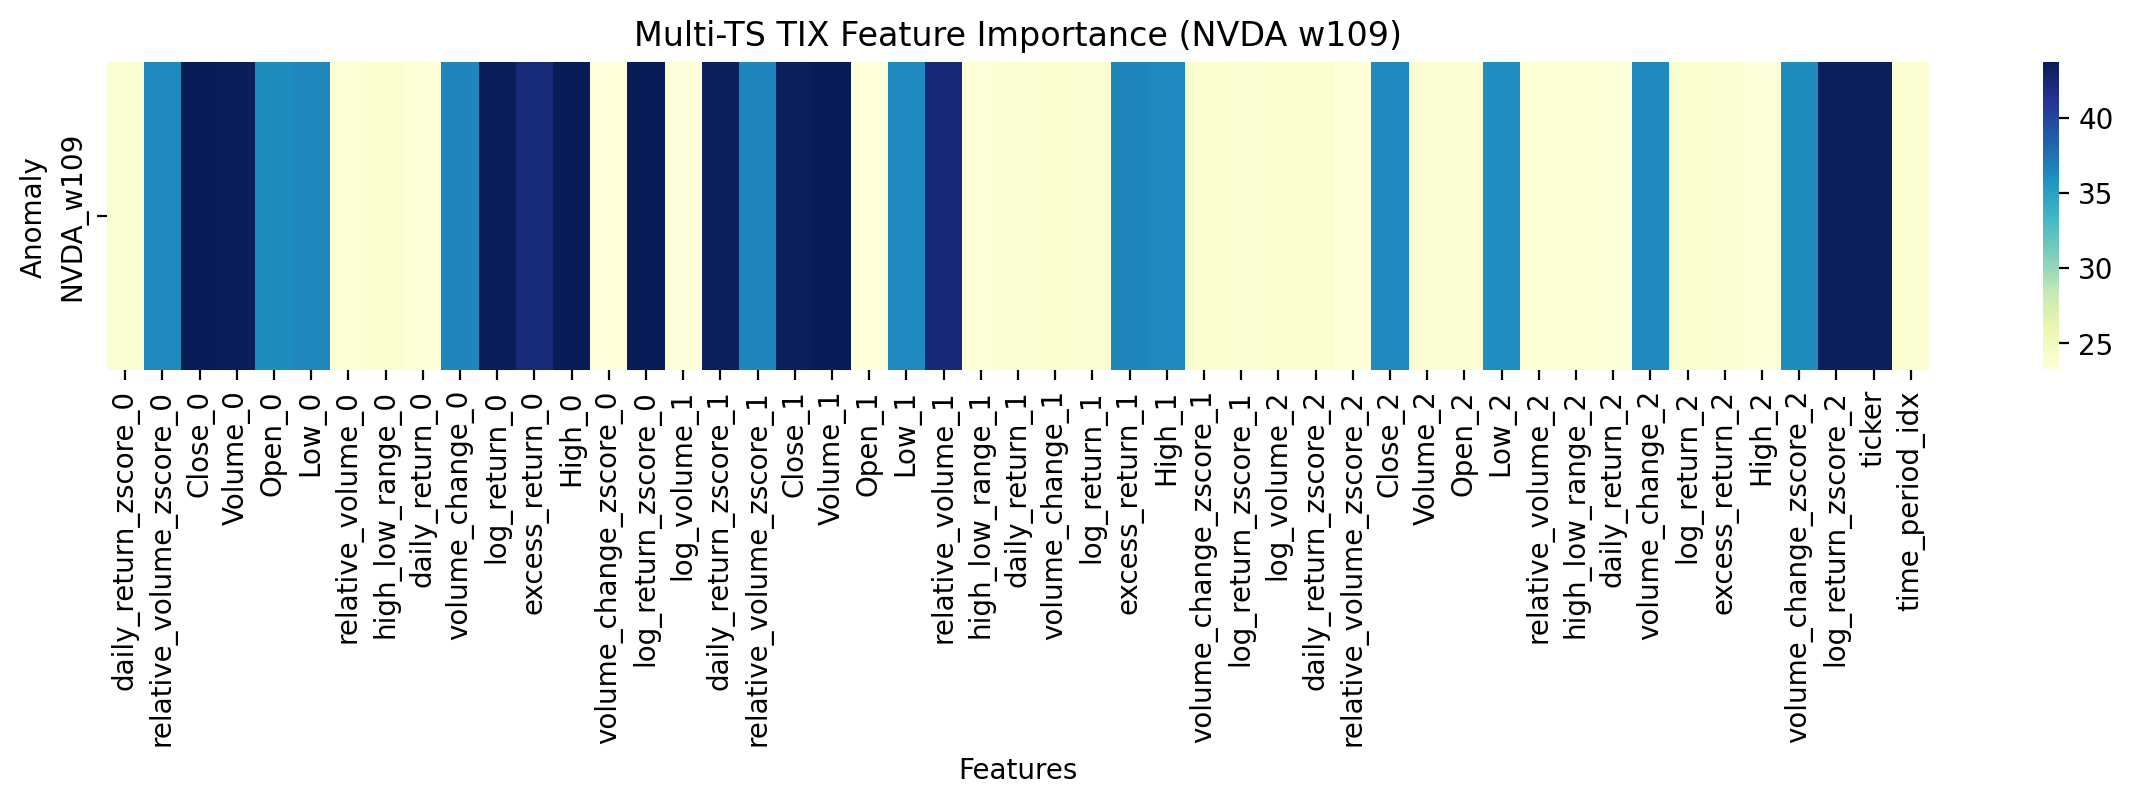 Multi-TS TIX Feature Importance (NVDA w109)
Anomaly
NVDA_w109
40
35
30
25
daily_return_zscore_0
relative_volume_zscore_0
Close_0
Volume_0
Open_0
Low_0
relative_volume_0
high_low_range_0
daily_return_0
volume_change_0
log_return_0
excess_return_0
High_0
volume_change_zscore_0
log_return_zscore_0
log_volume_1
daily_return_zscore_1
relative_volume_zscore_1
Close_1
Volume_1
Open_1
Low_1
relative_volume_1
high_low_range_1
daily_return_1
volume_change_1
log_return_1
excess_return_1
High_1
volume_change_zscore_1
log_return_zscore_1
log_volume_2
daily_return_zscore_2
relative_volume_zscore_2
Close_2
Volume_2
Open_2
Low_2
relative_volume_2
high_low_range_2
daily_return_2
volume_change_2
log_return_2
excess_return_2
High_2
volume_change_zscore_2
log_return_zscore_2
ticker
time_period_idx
Features